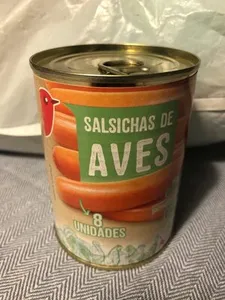 SALSICHAS DE
AVES
8
UNIDADES